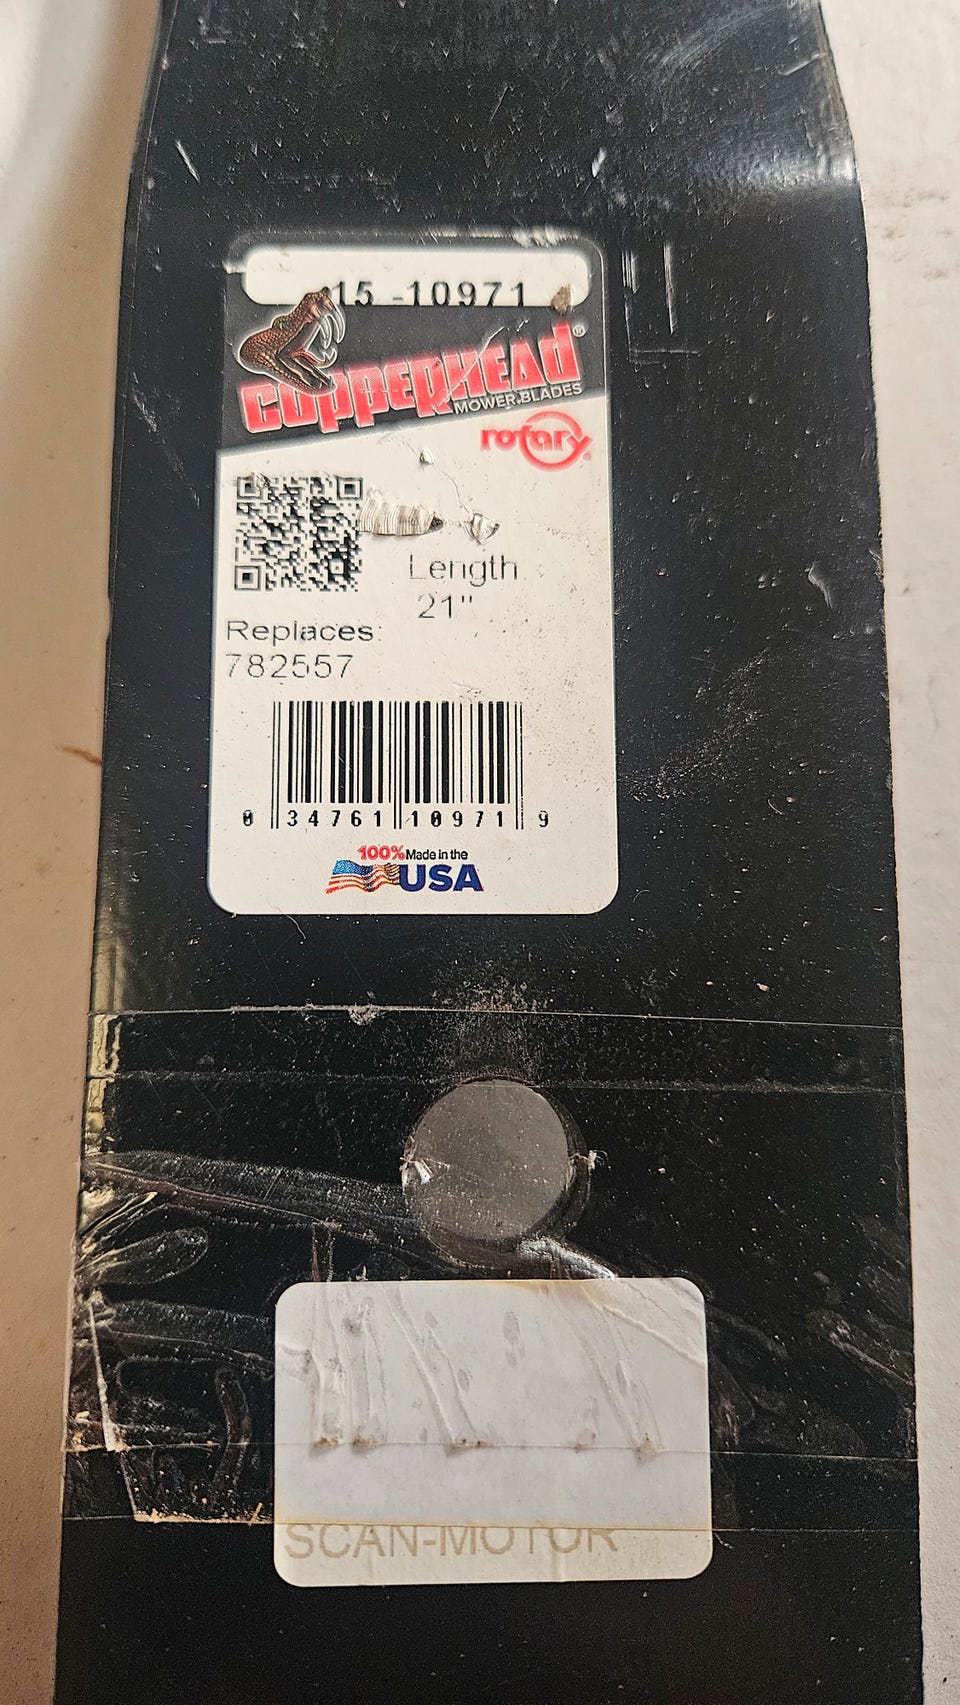 15 -10971
COPPERHEAD®
MOWER BLADES
rotary®
Length
21"
Replaces:
782557
0 34761 10971 9
100% Made in the
USA
SCAN-MOTOR